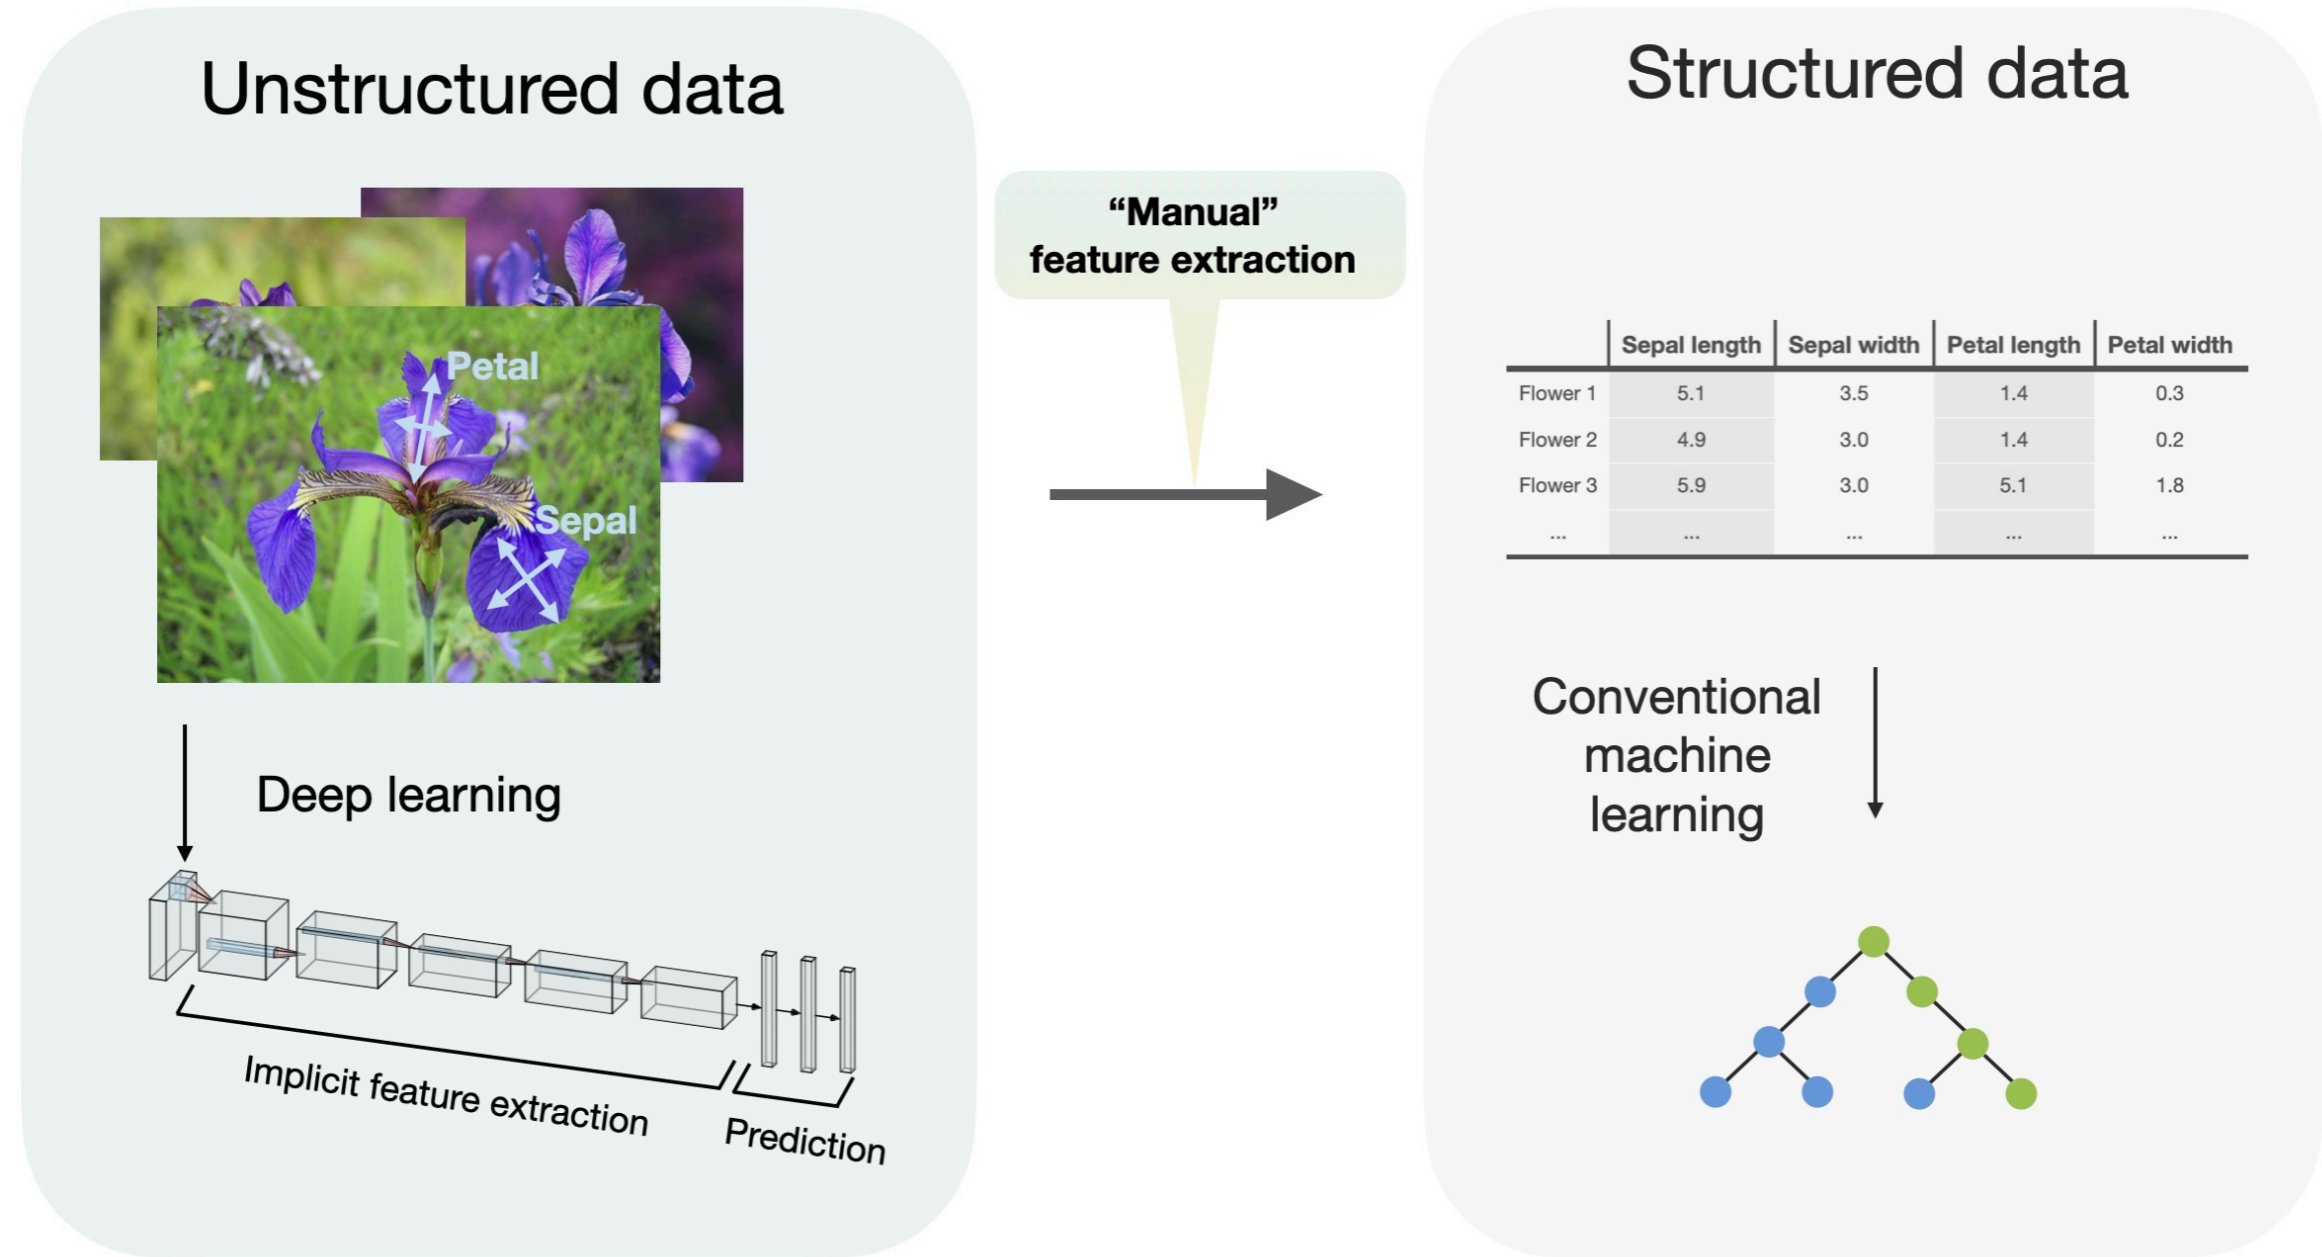 Unstructured data
Petal
Sepal
Deep learning
Implicit feature extraction
Prediction
“Manual”
feature extraction
Structured data
Sepal length Sepal width Petal length Petal width
Flower 1 5.1 3.5 1.4 0.3
Flower 2 4.9 3.0 1.4 0.2
Flower 3 5.9 3.0 5.1 1.8
... ... ... ... ...
Conventional
machine
learning